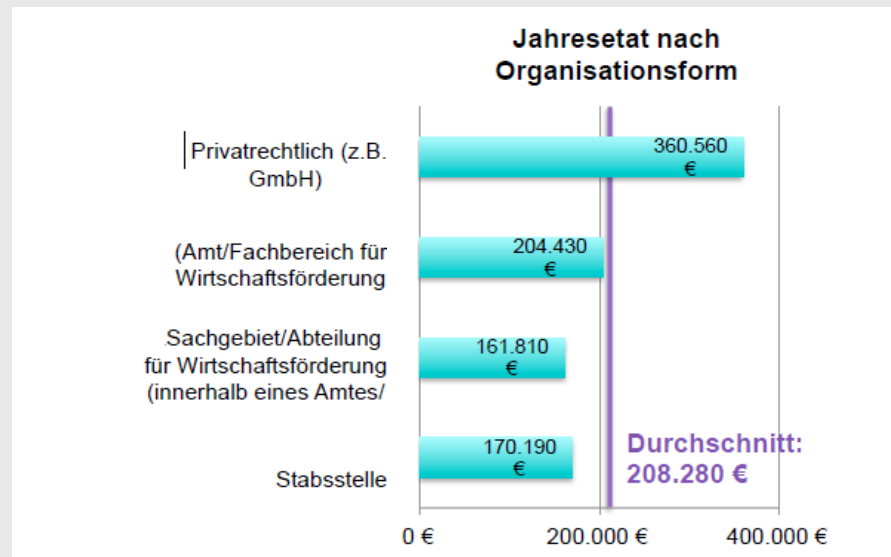 Jahresetat nach
Organisationsform
Privatrechtlich (z.B.
GmbH)
360.560
€
(Amt/Fachbereich für
Wirtschaftsförderung
204.430
€
Sachgebiet/Abteilung
für Wirtschaftsförderung
(innerhalb eines Amtes/
161.810
€
Stabsstelle
170.190
€
Durchschnitt:
208.280 €
0 €
200.000 €
400.000 €